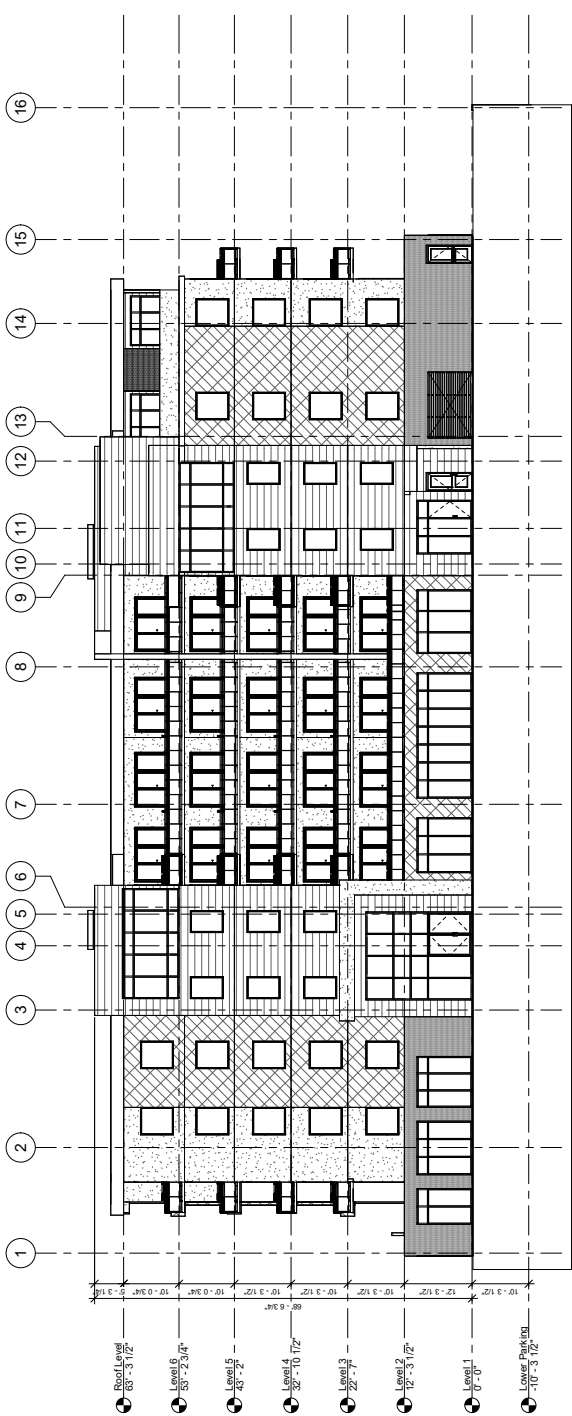 16
15
14
13
12
11
10
9
8
7
6
5
4
3
2
1
5' - 3 1/4"
10' - 0 3/4"
10' - 0 3/4"
10' - 3 1/2"
10' - 3 1/2"
10' - 3 1/2"
12' - 3 1/2"
10' - 3 1/2"
68' - 6 3/4"
Roof Level
63' - 3 1/2"
Level 6
53' - 2 3/4"
Level 5
43' - 2"
Level 4
32' - 10 1/2"
Level 3
22' - 7"
Level 2
12' - 3 1/2"
Level 1
0' - 0"
Lower Parking
-10' - 3 1/2"